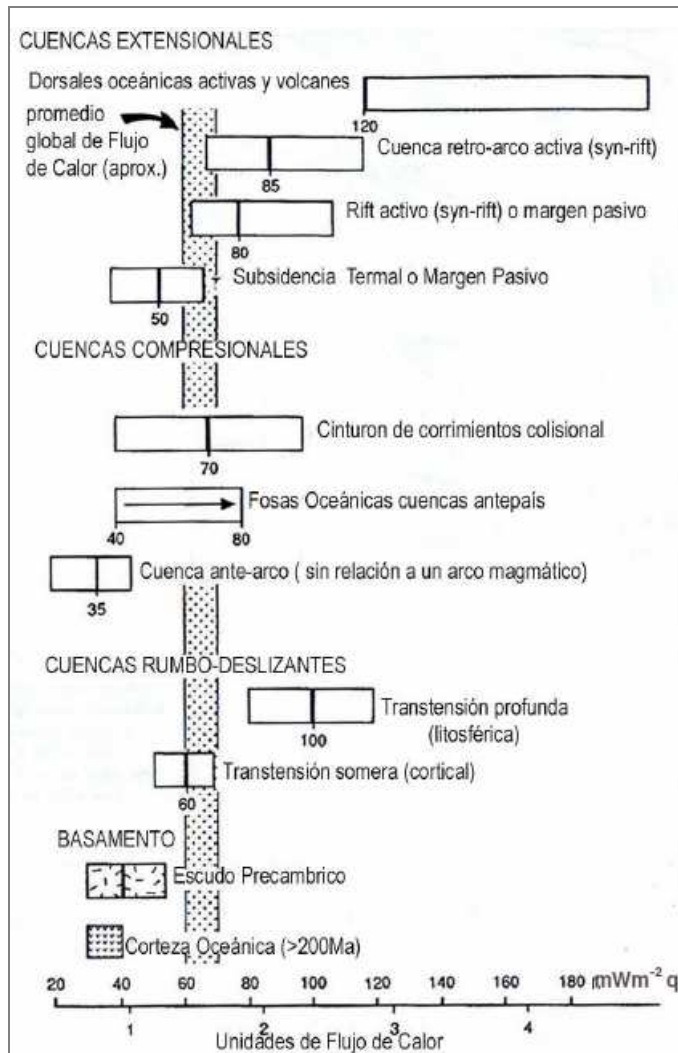 CUENCAS EXTENSIONALES
Dorsales oceánicas activas y volcanes
promedio
global de Flujo
de Calor (aprox.)
120
Cuenca retro-arco activa (syn-rift)
85
Rift activo (syn-rift) o margen pasivo
80
Subsidencia Termal o Margen Pasivo
50
CUENCAS COMPRESIONALES
Cinturon de corrimientos colisional
70
Fosas Oceánicas cuencas antepaís
40 80
Cuenca ante-arco ( sin relación a un arco magmático)
35
CUENCAS RUMBO-DESLIZANTES
Transtensión profunda
(litosférica)
100
Transtensión somera (cortical)
60
BASAMENTO
Escudo Precambrico
Corteza Oceánica (>200Ma)
20 40 60 80 100 120 140 160 180 mWm⁻² q
1 2 3 4
Unidades de Flujo de Calor